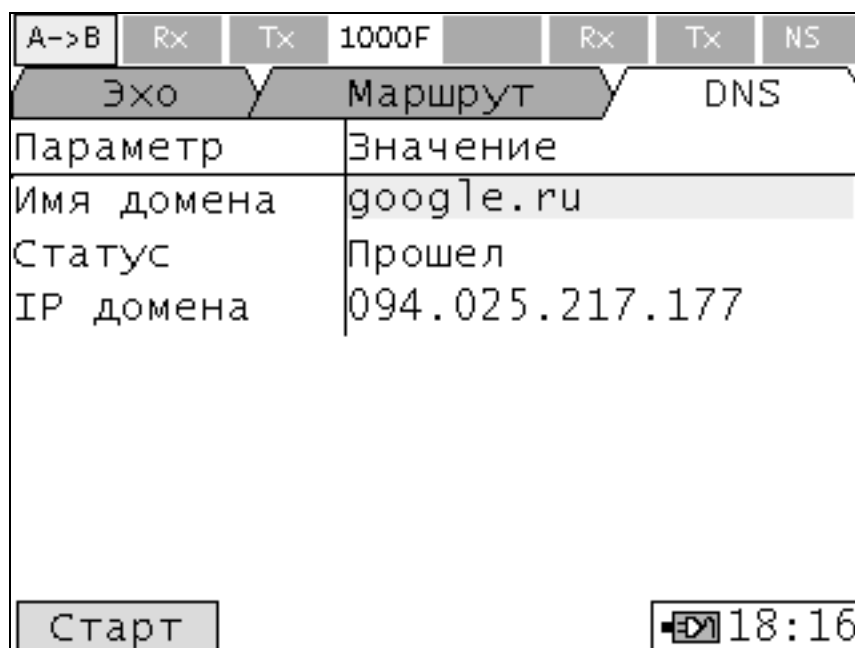 A->B Rx Tx 1000F Rx Tx NS
Эхо Маршрут DNS
Параметр Значение
Имя домена google.ru
Статус Прошел
IP домена 094.025.217.177
Старт 18:16